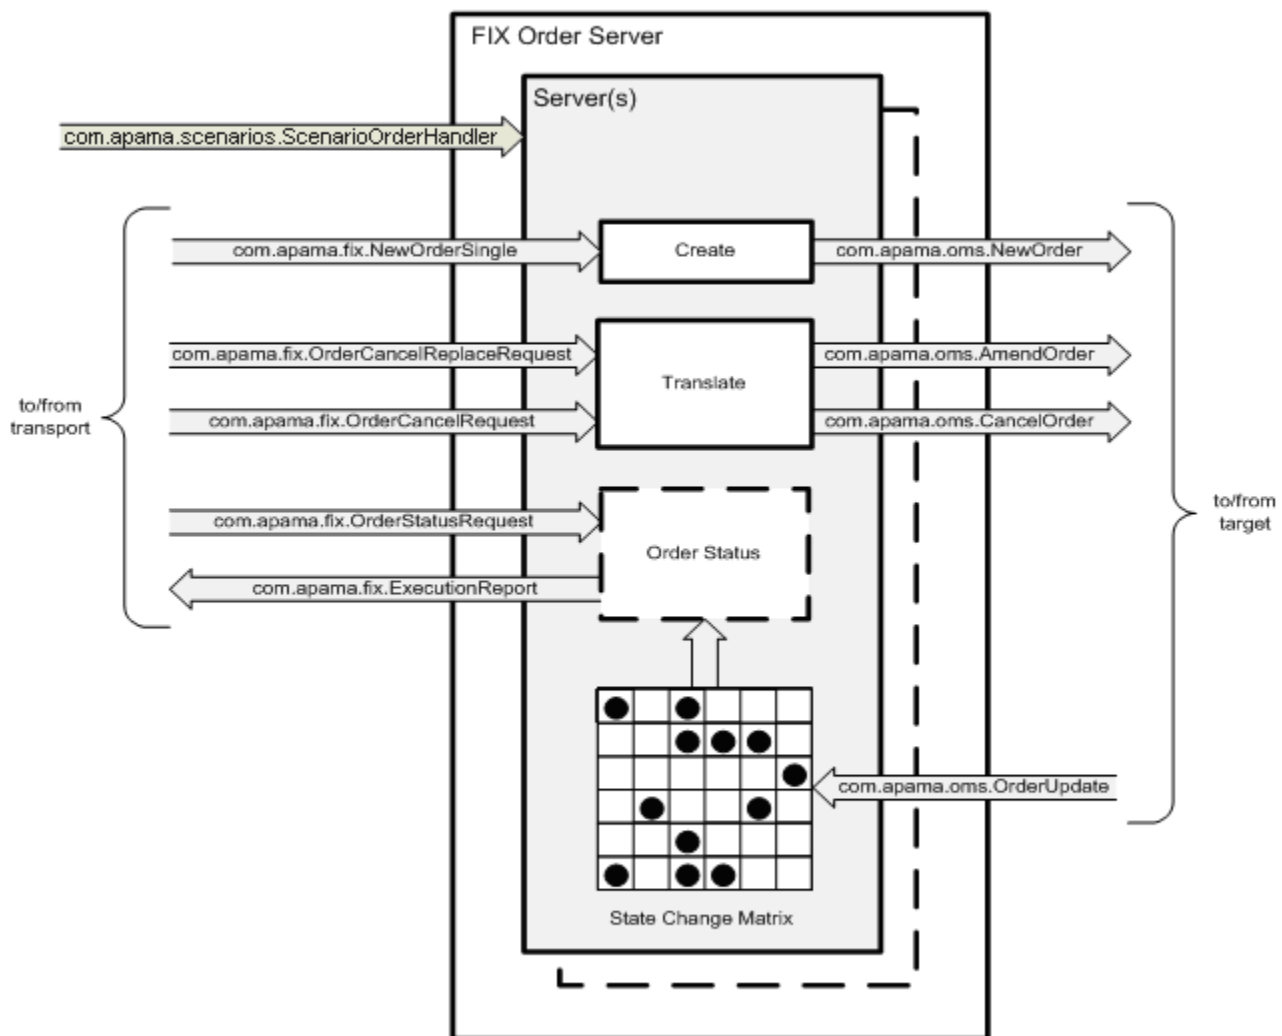 FIX Order Server
Server(s)
com.apama.scenarios.ScenarioOrderHandler
com.apama.fix.NewOrderSingle
Create
com.apama.oms.NewOrder
com.apama.fix.OrderCancelReplaceRequest
com.apama.oms.AmendOrder
Translate
to/from
transport
com.apama.fix.OrderCancelRequest
com.apama.oms.CancelOrder
com.apama.fix.OrderStatusRequest
to/from
target
Order Status
com.apama.fix.ExecutionReport
com.apama.oms.OrderUpdate
State Change Matrix